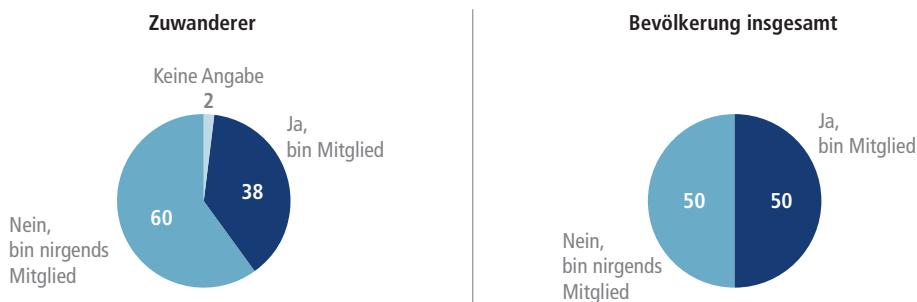 Zuwanderer
Keine Angabe
2
Ja,
bin Mitglied
38
60
Nein,
bin nirgends
Mitglied
Bevölkerung insgesamt
Ja,
bin Mitglied
50
50
Nein,
bin nirgends
Mitglied